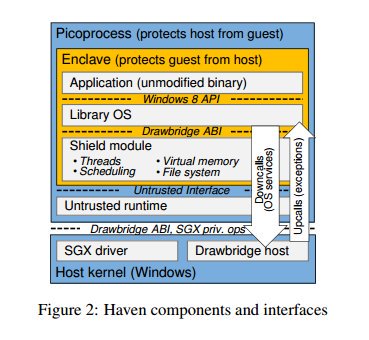 Picoprocess (protects host from guest)
Enclave (protects guest from host)
Application (unmodified binary)
Windows 8 API
Library OS
Drawbridge ABI
Shield module
• Threads • Virtual memory
• Scheduling • File system
Untrusted Interface
Untrusted runtime
Downcalls
(OS services)
Upcalls (exceptions)
Drawbridge ABI, SGX priv. ops
SGX driver Drawbridge host
Host kernel (Windows)
Figure 2: Haven components and interfaces